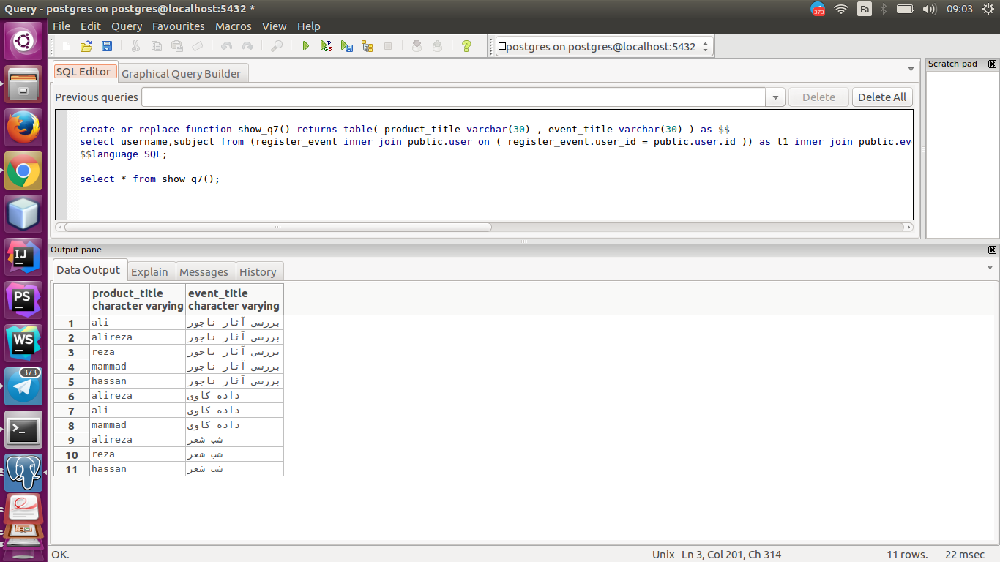 Query - postgres on postgres@localhost:5432 *
373
Fa
09:03
File Edit Query Favourites Macros View Help
postgres on postgres@localhost:5432
SQL Editor
Graphical Query Builder
Scratch pad
Previous queries
Delete
Delete All
create or replace function show_q7() returns table( product_title varchar(30) , event_title varchar(30) ) as $$
select username,subject from (register_event inner join public.user on ( register_event.user_id = public.user.id )) as t1 inner join public.ev
$$language SQL;
select * from show_q7();
Output pane
Data Output
Explain
Messages
History
product_title event_title
character varying character varying
1 ali بررسی آثار ناجور
2 alireza بررسی آثار ناجور
3 reza بررسی آثار ناجور
4 mammad بررسی آثار ناجور
5 hassan بررسی آثار ناجور
6 alireza داده کاوی
7 ali داده کاوی
8 mammad داده کاوی
9 alireza شب شعر
10 reza شب شعر
11 hassan شب شعر
IJ
PS
WS
373
OK.
Unix Ln 3, Col 201, Ch 314
11 rows.
22 msec